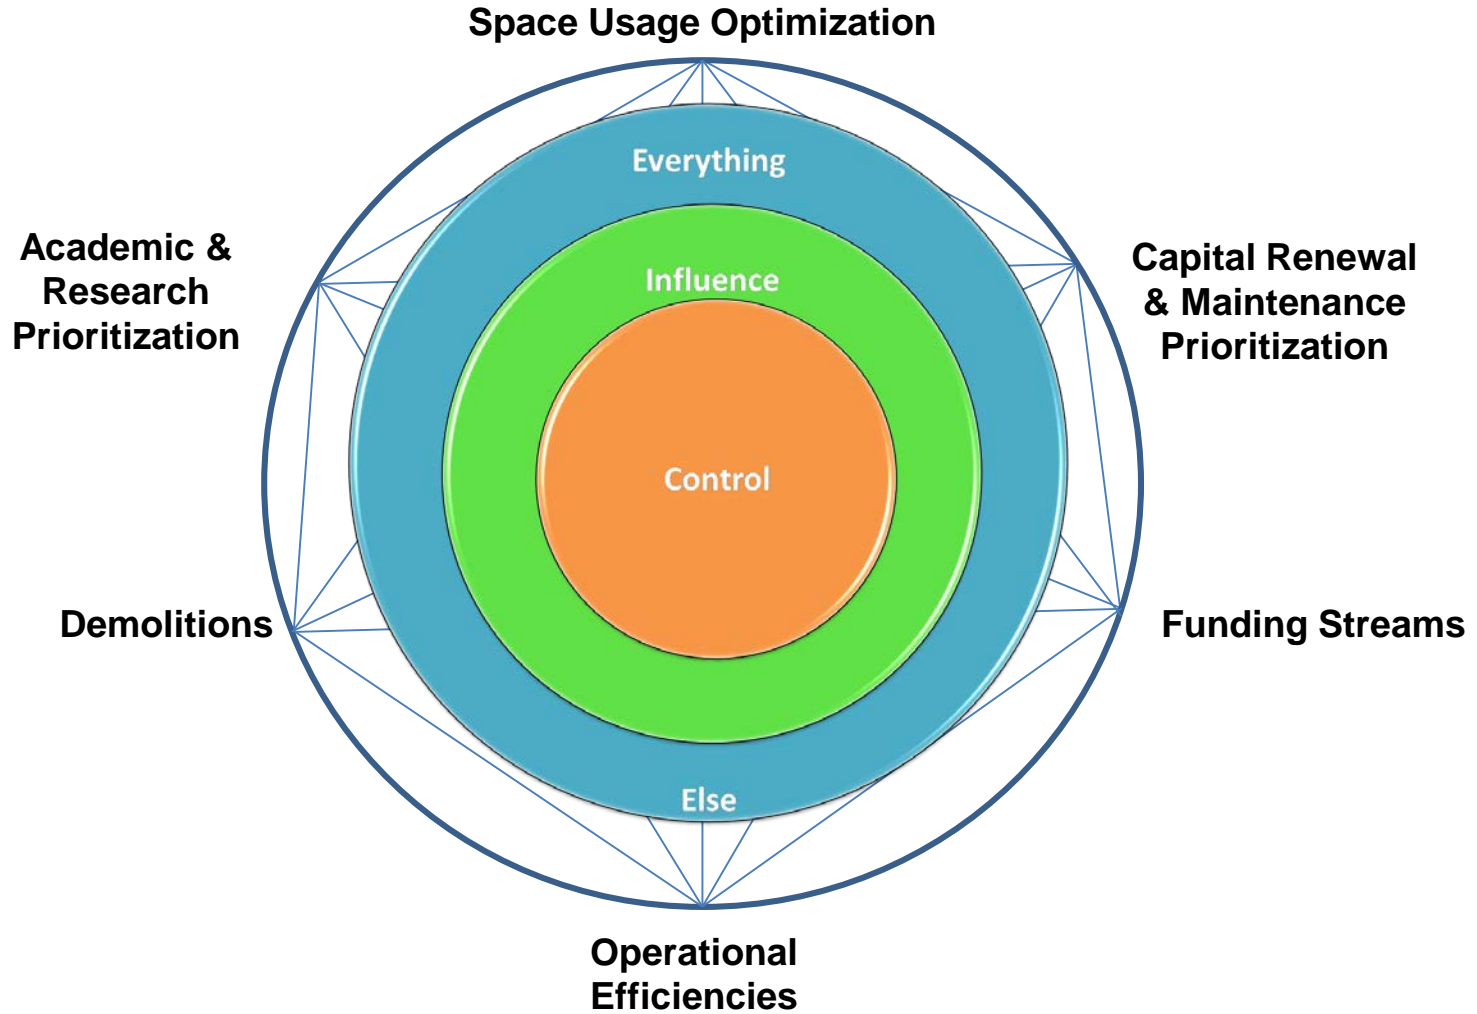 Space Usage Optimization
Everything
Academic &
Research
Prioritization
Capital Renewal
& Maintenance
Prioritization
Influence
Control
Demolitions
Funding Streams
Else
Operational
Efficiencies